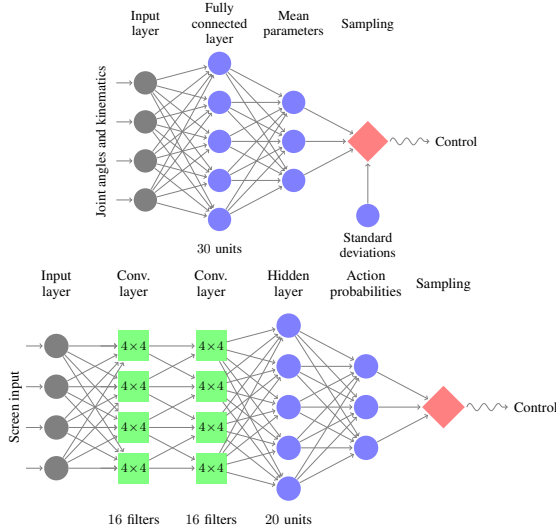 Input
layer
Fully
connected
layer
Mean
parameters
Sampling
Joint angles and kinematics
Control
30 units
Standard
deviations
Input
layer
Conv.
layer
Conv.
layer
Hidden
layer
Action
probabilities
Sampling
Screen input
4×4
4×4
4×4
4×4
4×4
4×4
4×4
4×4
Control
16 filters
16 filters
20 units